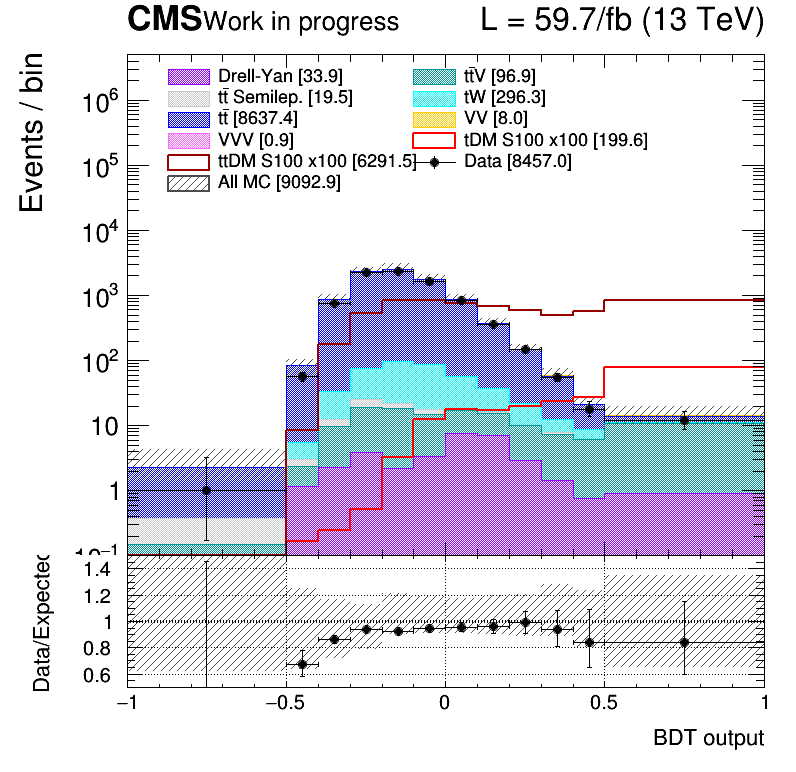 CMS Work in progress L = 59.7/fb (13 TeV)
Events / bin
Drell-Yan [33.9] tt̄V [96.9]
tt̄ Semilep. [19.5] tW [296.3]
tt̄ [8637.4] VV [8.0]
VVV [0.9] tDM S100 x100 [199.6]
ttDM S100 x100 [6291.5] Data [8457.0]
All MC [9092.9]
10⁶
10⁵
10⁴
10³
10²
10
1
10⁻¹
Data/Expected
1.4
1.2
1
0.8
0.6
−1 −0.5 0 0.5 1
BDT output